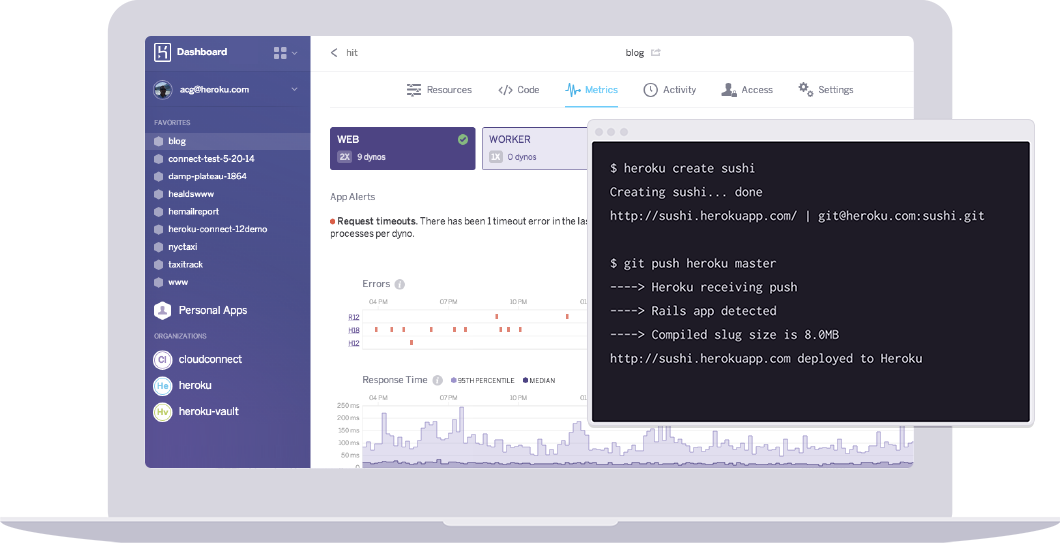 Dashboard
acg@heroku.com
FAVORITES
blog
connect-test-5-20-14
damp-plateau-1864
healdswww
hemailreport
heroku-connect-12demo
nyctaxi
taxitrack
www
Personal Apps
ORGANIZATIONS
CI cloudconnect
He heroku
Hv heroku-vault
hit
blog
Resources Code Metrics Activity Access Settings
WEB
2X 9 dynos
WORKER
1X 0 dynos
App Alerts
Request timeouts. There has been 1 timeout error in the las
processes per dyno.
Errors i
04 PM 07 PM 10 PM 01
R12
H18
H12
Response Time i 95TH PERCENTILE MEDIAN
04 PM 07 PM 10 PM 01
250 ms
200 ms
150 ms
100 ms
50 ms
0
$ heroku create sushi
Creating sushi... done
http://sushi.herokuapp.com/ | git@heroku.com:sushi.git
$ git push heroku master
----> Heroku receiving push
----> Rails app detected
----> Compiled slug size is 8.0MB
http://sushi.herokuapp.com deployed to Heroku